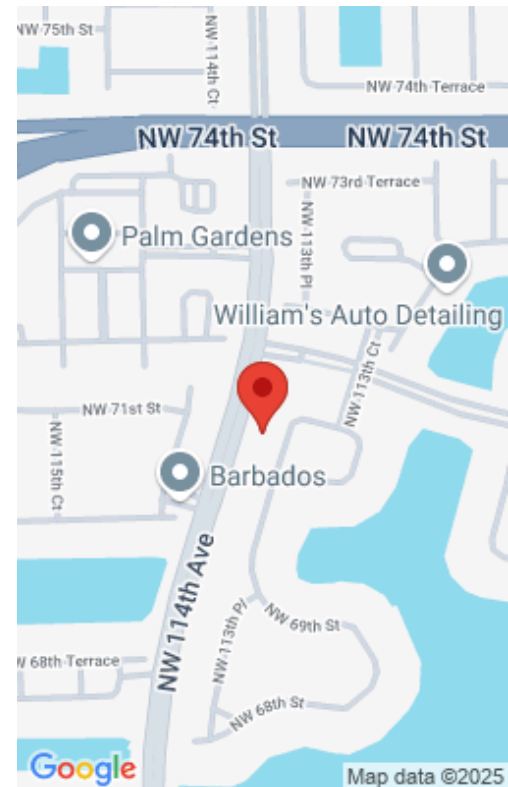 NW 75th St
NW 114th Ct
NW 74th Terrace
NW 74th St
NW 74th St
NW 73rd Terrace
NW 113th Pl
Palm Gardens
William's Auto Detailing
NW 113th Ct
NW 71st St
NW 115th Ct
Barbados
NW 114th Ave
NW 113th Pl
NW 69th St
W 68th Terrace
NW 68th St
Google
Map data ©2025